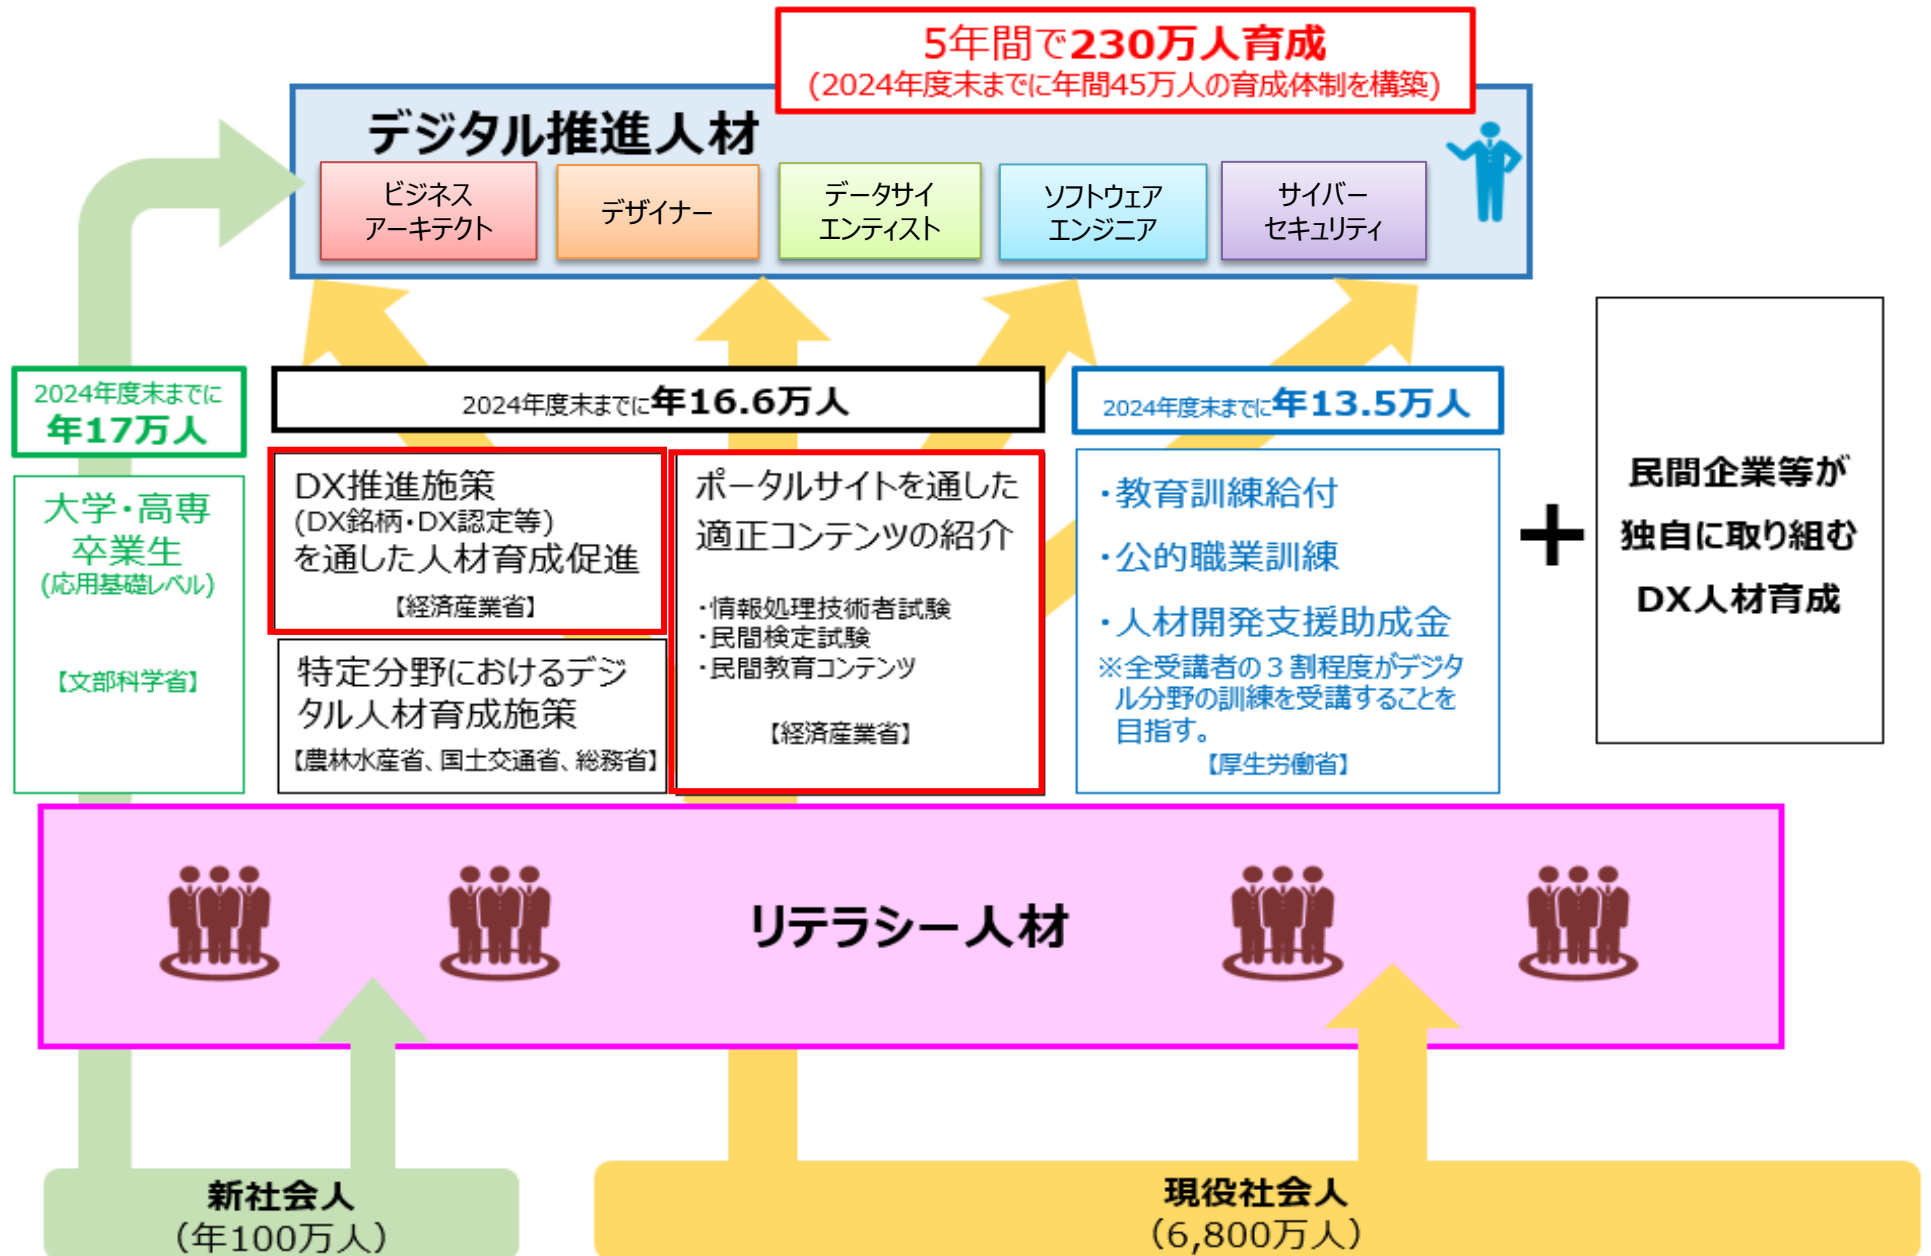 5年間で230万人育成
(2024年度末までに年間45万人の育成体制を構築)
デジタル推進人材
ビジネス
アーキテクト
デザイナー
データサイ
エンティスト
ソフトウェア
エンジニア
サイバー
セキュリティ
2024年度末までに
年17万人
大学・高専
卒業生
(応用基礎レベル)
【文部科学省】
2024年度末までに年16.6万人
DX推進施策
(DX銘柄・DX認定等)
を通した人材育成促進
【経済産業省】
特定分野におけるデジ
タル人材育成施策
【農林水産省、国土交通省、総務省】
ポータルサイトを通した
適正コンテンツの紹介
・情報処理技術者試験
・民間検定試験
・民間教育コンテンツ
【経済産業省】
2024年度末までに年13.5万人
・教育訓練給付
・公的職業訓練
・人材開発支援助成金
※全受講者の３割程度がデジタ
ル分野の訓練を受講することを
目指す。
【厚生労働省】
+
民間企業等が
独自に取り組む
DX人材育成
リテラシー人材
新社会人
(年100万人)
現役社会人
(6,800万人)